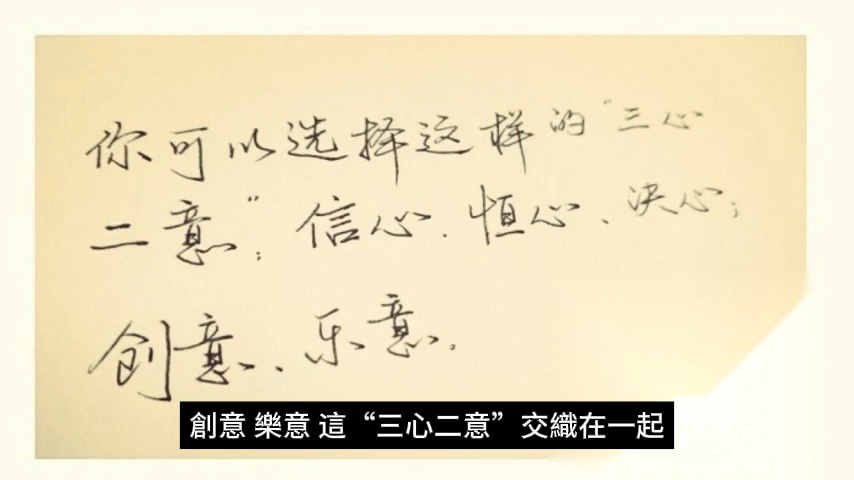 你可以选择这样的“三心
二意”：信心、恒心、决心；
创意、乐意。
創意 樂意 這“三心二意”交織在一起